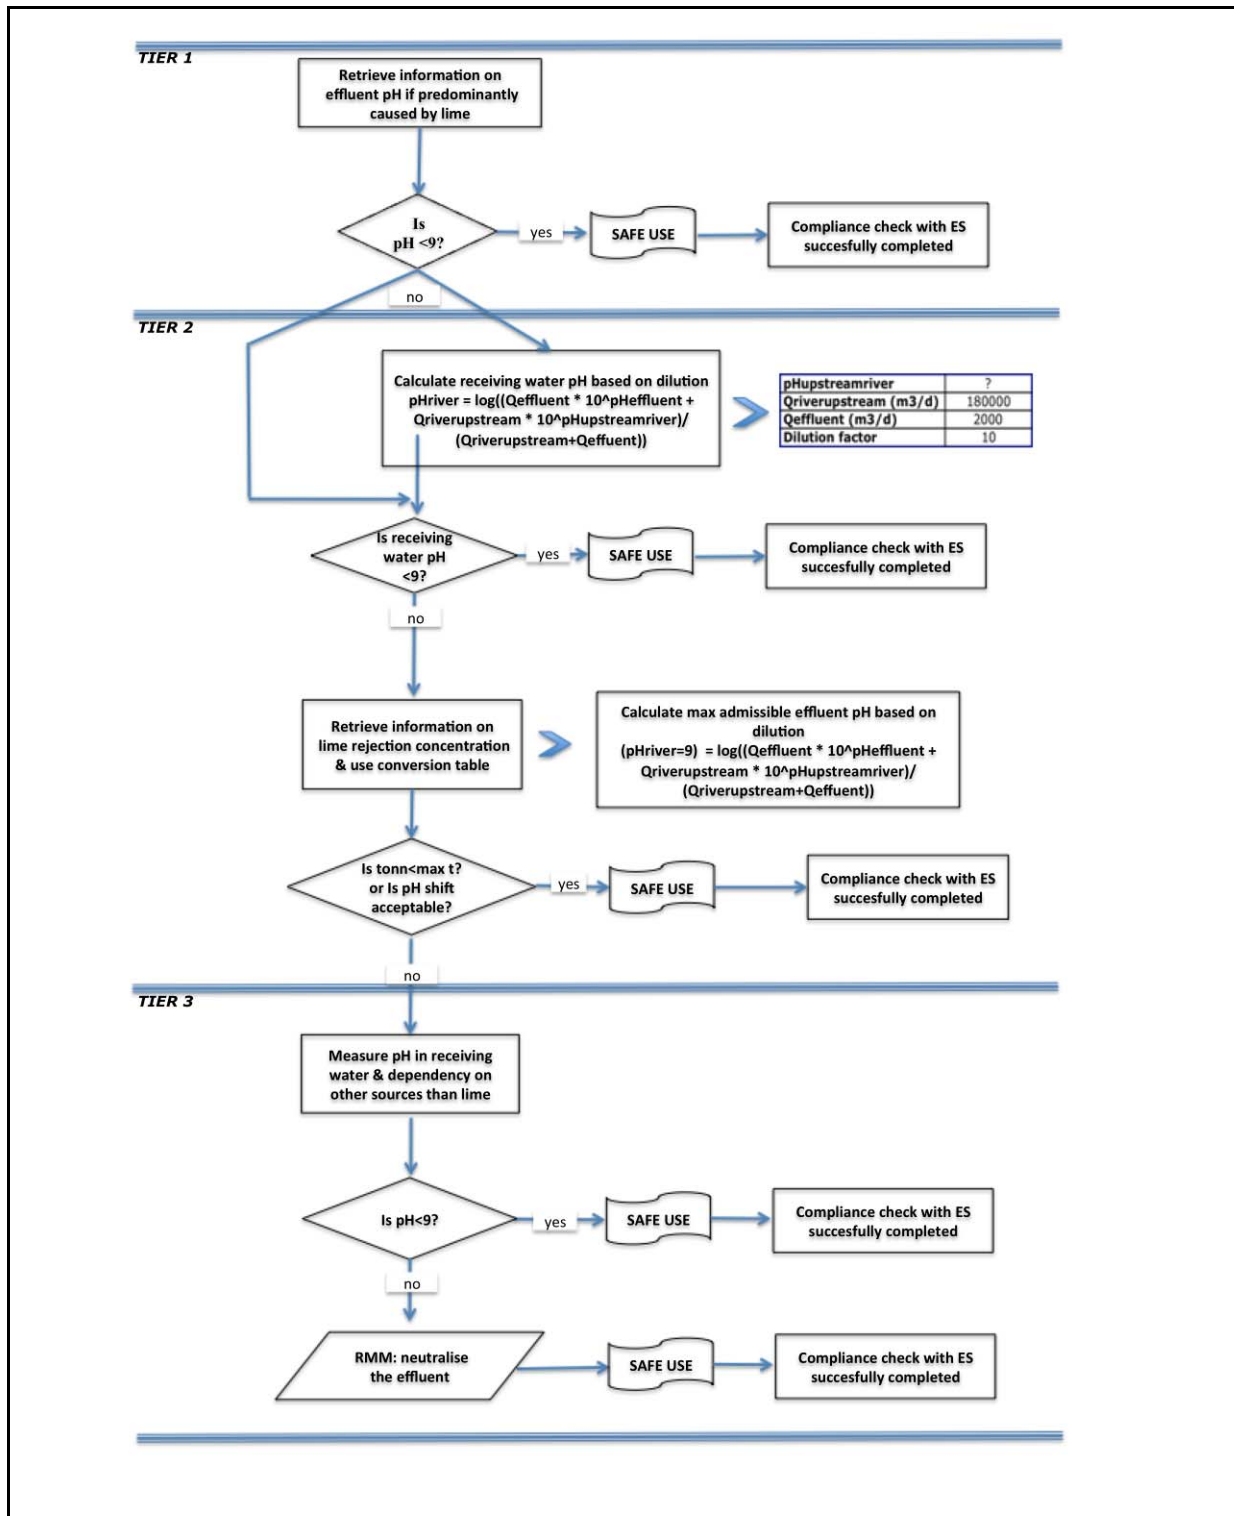 TIER 1
Retrieve information on
effluent pH if predominantly
caused by lime
Is
pH <9?
yes
SAFE USE
Compliance check with ES
succesfully completed
no
TIER 2
Calculate receiving water pH based on dilution
pHriver = log((Qeffluent * 10^pHeffluent +
Qriverupstream * 10^pHupstreamriver)/
(Qriverupstream+Qeffuent))
pHupstreamriver ?
Qriverupstream (m3/d) 180000
Qeffluent (m3/d) 2000
Dilution factor 10
Is receiving
water pH
<9?
yes
SAFE USE
Compliance check with ES
succesfully completed
no
Retrieve information on
lime rejection concentration
& use conversion table
Calculate max admissible effluent pH based on
dilution
(pHriver=9) = log((Qeffluent * 10^pHeffluent +
Qriverupstream * 10^pHupstreamriver)/
(Qriverupstream+Qeffuent))
Is tonn<max t?
or Is pH shift
acceptable?
yes
SAFE USE
Compliance check with ES
succesfully completed
no
TIER 3
Measure pH in receiving
water & dependency on
other sources than lime
Is pH<9?
yes
SAFE USE
Compliance check with ES
succesfully completed
no
RMM: neutralise
the effluent
SAFE USE
Compliance check with ES
succesfully completed